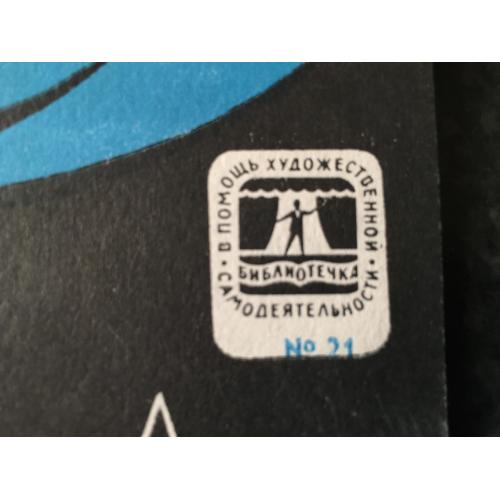 В ПОМОЩЬ ХУДОЖЕСТВЕННОЙ
САМОДЕЯТЕЛЬНОСТИ
БИБЛИОТЕЧКА
№ 21